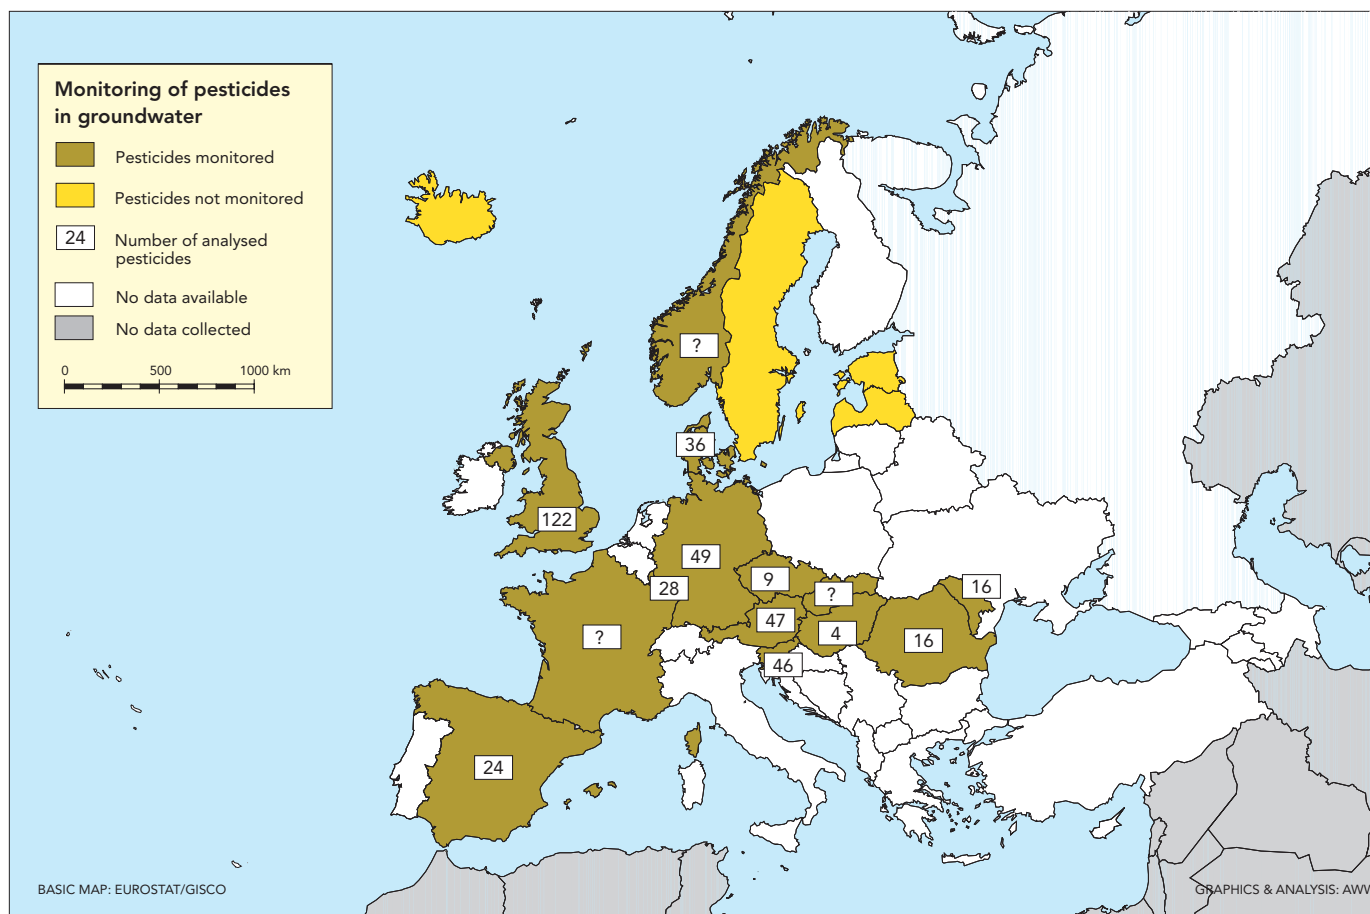 Monitoring of pesticides
in groundwater
Pesticides monitored
Pesticides not monitored
24
Number of analysed
pesticides
No data available
No data collected
0 500 1000 km
?
36
122
49
9
28
?
16
47
4
?
16
46
24
BASIC MAP: EUROSTAT/GISCO
GRAPHICS & ANALYSIS: AWW